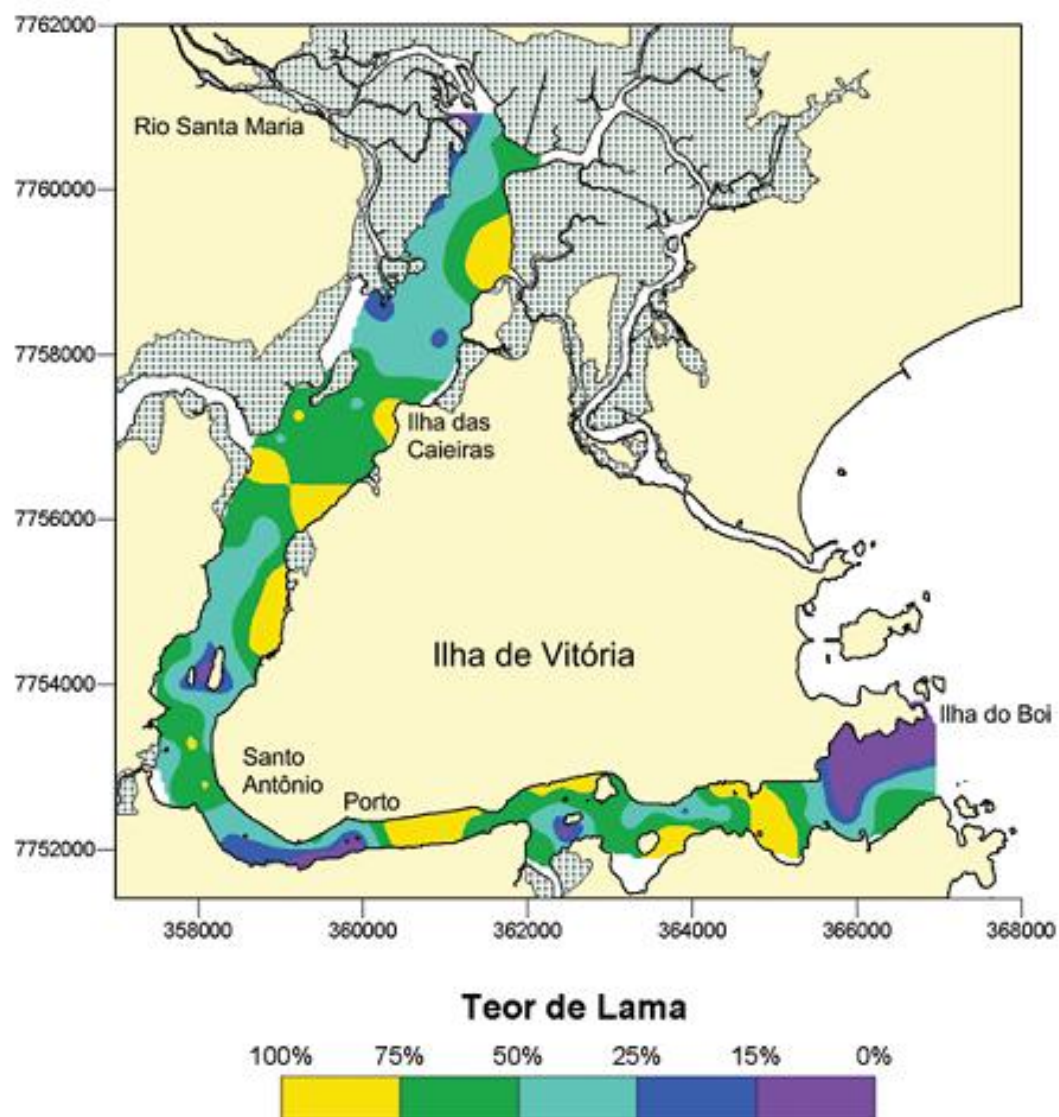 7762000
Rio Santa Maria
7760000
7758000
Ilha das
Caieiras
7756000
Ilha de Vitória
7754000
Ilha do Boi
Santo
Antônio
Porto
7752000
358000 360000 362000 364000 366000 368000
Teor de Lama
100% 75% 50% 25% 15% 0%